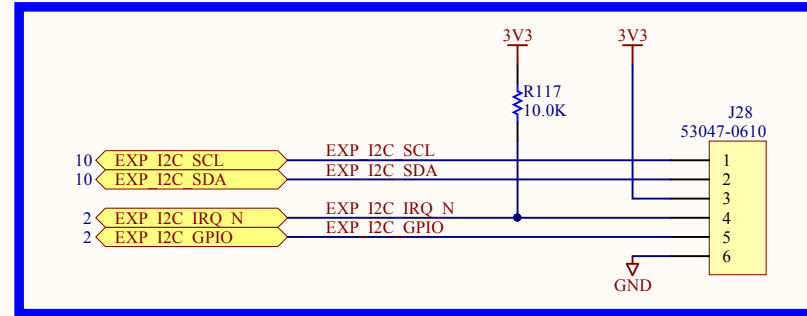 3V3 3V3
R117
10.0K
J28
53047-0610
10 EXP_I2C_SCL EXP_I2C_SCL 1
10 EXP_I2C_SDA EXP_I2C_SDA 2
3
2 EXP_I2C_IRQ_N EXP_I2C_IRQ_N 4
2 EXP_I2C_GPIO EXP_I2C_GPIO 5
6
GND